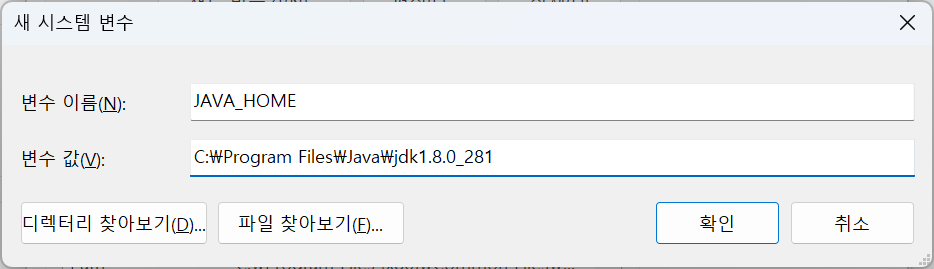 새 시스템 변수
변수 이름(N):
JAVA_HOME
변수 값(V):
C:₩Program Files₩Java₩jdk1.8.0_281
디렉터리 찾아보기(D)...
파일 찾아보기(F)...
확인
취소